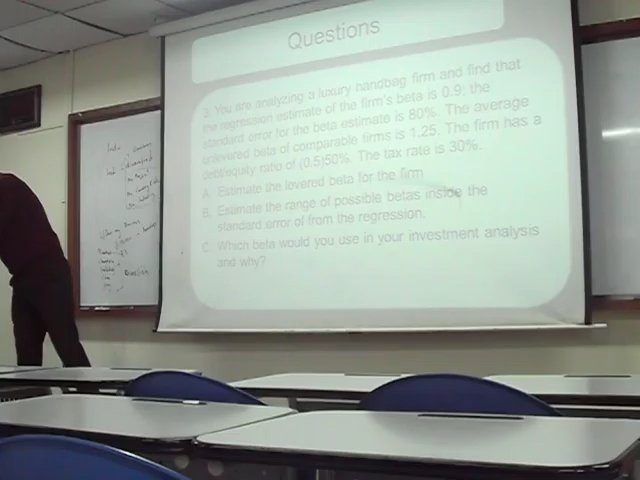 Questions
3. You are analyzing a luxury handbag firm and find that
the regression estimate of the firm's beta is 0.9; the
standard error for the beta estimate is 80%. The average
unlevered beta of comparable firms is 1,25. The firm has a
debt/equity ratio of (0.5)50%. The tax rate is 30%.
A. Estimate the lovered beta for the firm
B. Estimate the range of possible betas inside the
standard error of from the regression.
C. Which beta would you use in your investment analysis
and why?